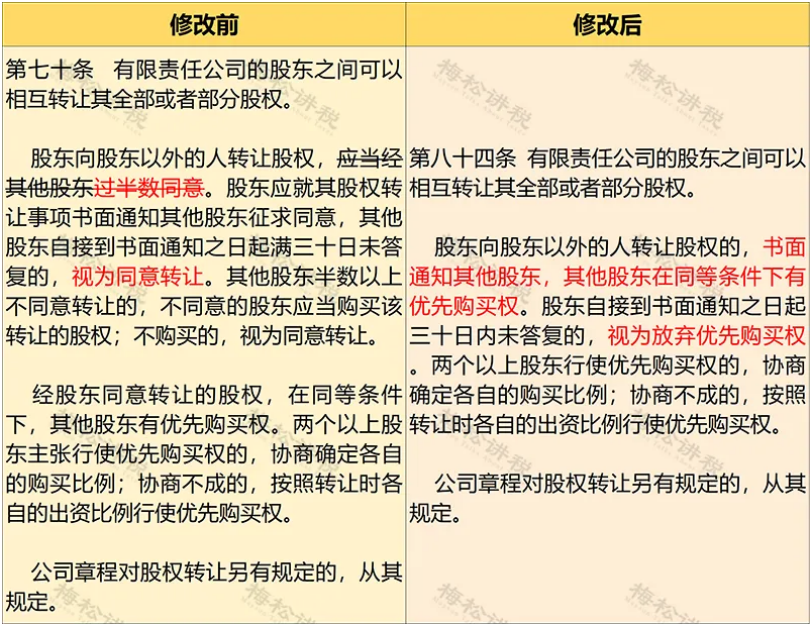 修改前
第七十条 有限责任公司的股东之间可以
相互转让其全部或者部分股权。
股东向股东以外的人转让股权，应当经
其他股东过半数同意。股东应就其股权转
让事项书面通知其他股东征求同意，其他
股东自接到书面通知之日起满三十日未答
复的，视为同意转让。其他股东半数以上
不同意转让的，不同意的股东应当购买该
转让的股权；不购买的，视为同意转让。
经股东同意转让的股权，在同等条件
下，其他股东有优先购买权。两个以上股
东主张行使优先购买权的，协商确定各自
的购买比例；协商不成的，按照转让时各
自的出资比例行使优先购买权。
公司章程对股权转让另有规定的，从其
规定。
修改后
第八十四条 有限责任公司的股东之间可以
相互转让其全部或者部分股权。
股东向股东以外的人转让股权的，书面
通知其他股东，其他股东在同等条件下有
优先购买权。股东自接到书面通知之日起
三十日内未答复的，视为放弃优先购买权
。两个以上股东行使优先购买权的，协商
确定各自的购买比例；协商不成的，按照
转让时各自的出资比例行使优先购买权。
公司章程对股权转让另有规定的，从其
规定。
梅松讲税